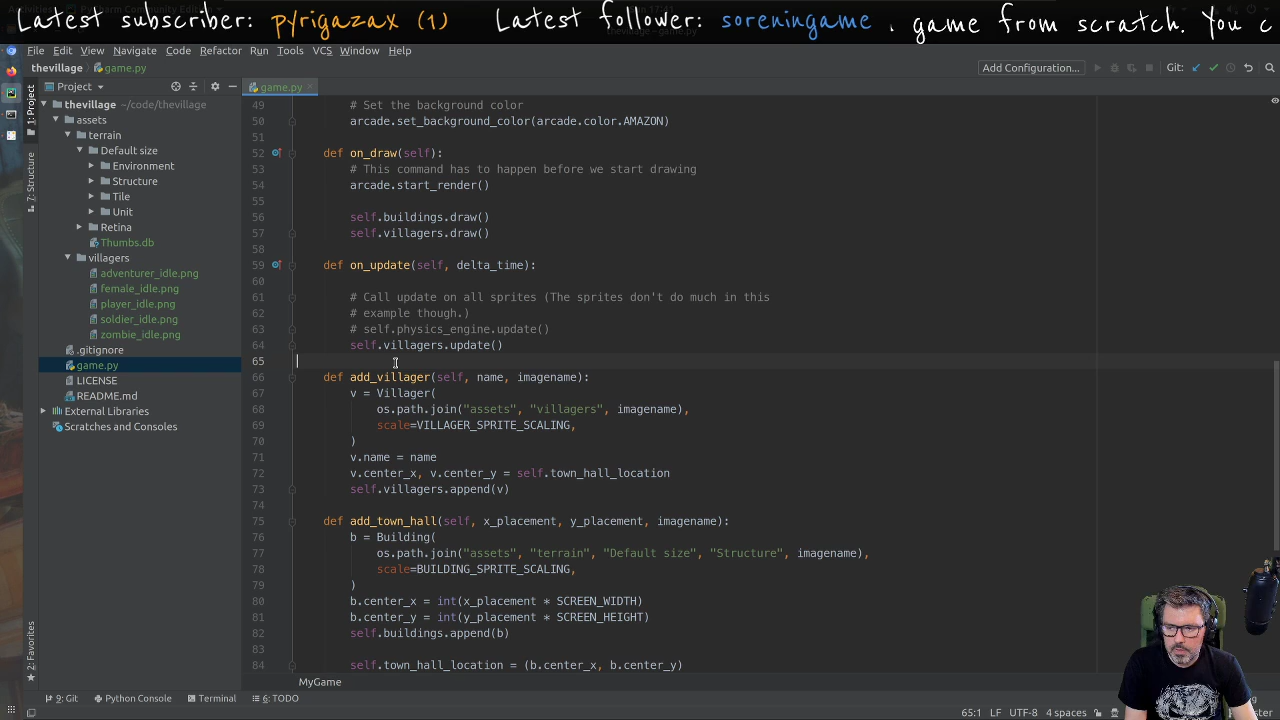 Latest subscriber: pyrigazax (1) Latest follower: soreningame . game from scratch. You c
File Edit View Navigate Code Refactor Run Tools VCS Window Help
thevillage game.py
Add Configuration...
Git:
Project
game.py
thevillage ~/code/thevillage
assets
terrain
Default size
Environment
Structure
Tile
Unit
Retina
Thumbs.db
villagers
adventurer_idle.png
female_idle.png
player_idle.png
soldier_idle.png
zombie_idle.png
.gitignore
game.py
LICENSE
README.md
External Libraries
Scratches and Consoles
1: Project
7: Structure
2: Favorites
49 # Set the background color
50 arcade.set_background_color(arcade.color.AMAZON)
51
52 def on_draw(self):
53 # This command has to happen before we start drawing
54 arcade.start_render()
55
56 self.buildings.draw()
57 self.villagers.draw()
58
59 def on_update(self, delta_time):
60
61 # Call update on all sprites (The sprites don't do much in this
62 # example though.)
63 # self.physics_engine.update()
64 self.villagers.update()
65
66 def add_villager(self, name, imagename):
67 v = Villager(
68 os.path.join("assets", "villagers", imagename),
69 scale=VILLAGER_SPRITE_SCALING,
70 )
71 v.name = name
72 v.center_x, v.center_y = self.town_hall_location
73 self.villagers.append(v)
74
75 def add_town_hall(self, x_placement, y_placement, imagename):
76 b = Building(
77 os.path.join("assets", "terrain", "Default size", "Structure", imagename),
78 scale=BUILDING_SPRITE_SCALING,
79 )
80 b.center_x = int(x_placement * SCREEN_WIDTH)
81 b.center_y = int(y_placement * SCREEN_HEIGHT)
82 self.buildings.append(b)
83
84 self.town_hall_location = (b.center_x, b.center_y)
MyGame
9: Git Python Console Terminal 6: TODO
65:1 LF UTF-8 4 spaces